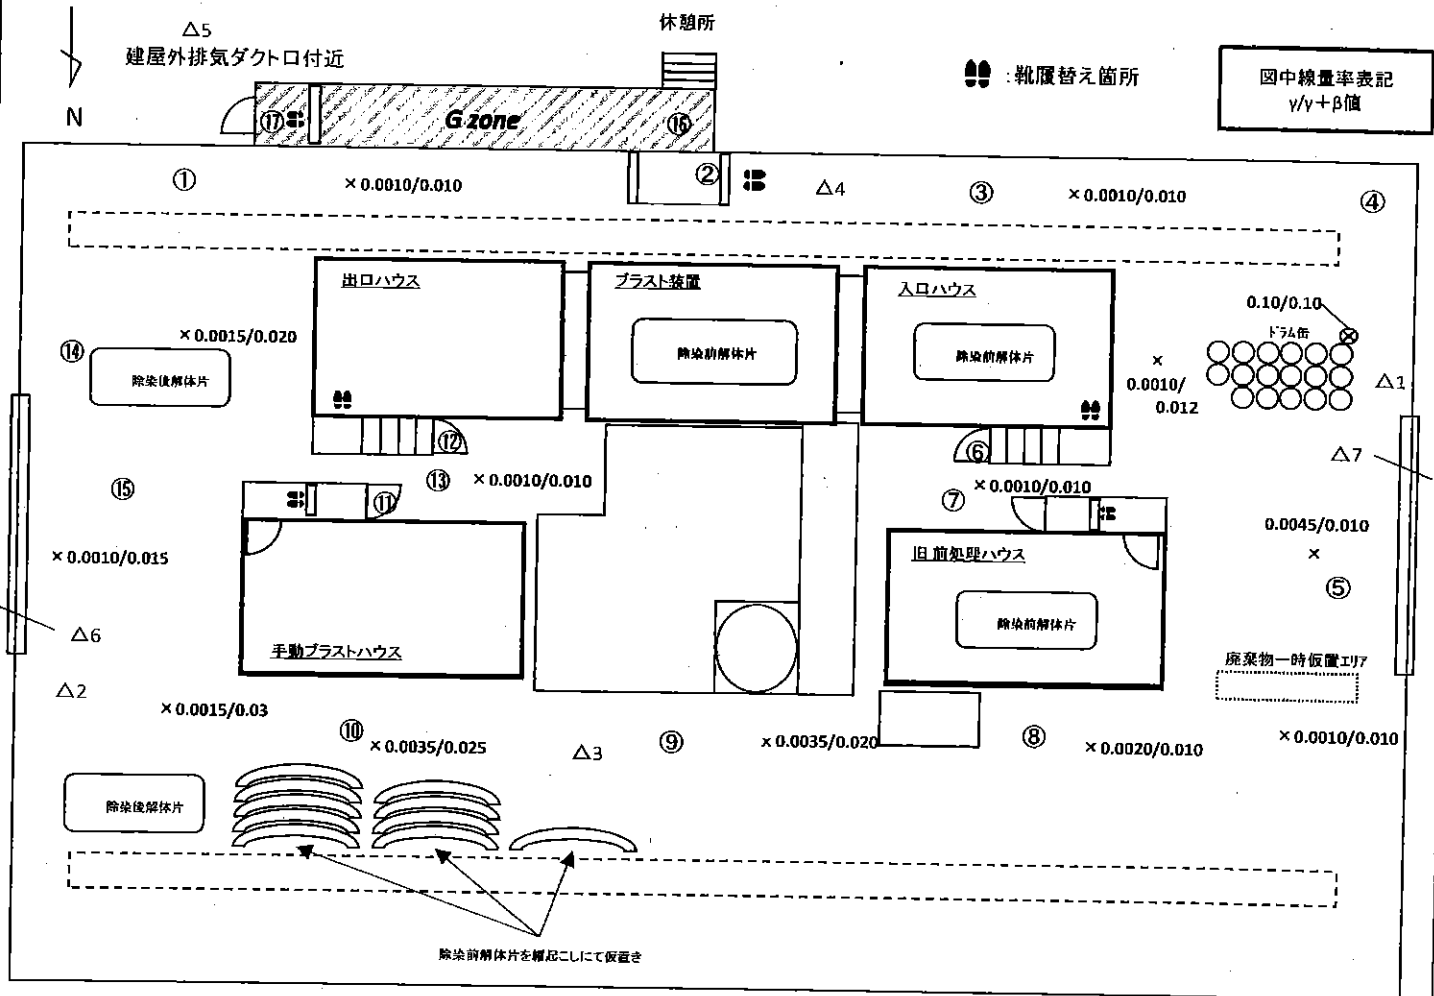 △5
建屋外排気ダクト口付近
休憩所
:靴履替え箇所
図中線量率表記
γ/γ+β値
N
⑰
G zone
⑯
①
×0.0010/0.010
②
△4
③
×0.0010/0.010
④
出口ハウス
ブラスト装置
入口ハウス
0.10/0.10
ドラム缶
×0.0015/0.020
⑭
除染後解体片
除染前解体片
除染前解体片
×
0.0010/
0.012
△1
⑫
⑥
△7
⑬
×0.0010/0.010
×0.0010/0.010
⑮
⑪
⑦
0.0045/0.010
×
×0.0010/0.015
旧前処理ハウス
⑤
除染前解体片
△6
手動ブラストハウス
廃棄物一時仮置エリア
△2
×0.0015/0.03
⑩
×0.0035/0.025
△3
⑨
×0.0035/0.020
⑧
×0.0020/0.010
×0.0010/0.010
除染後解体片
除染前解体片を縦起こしにて仮置き